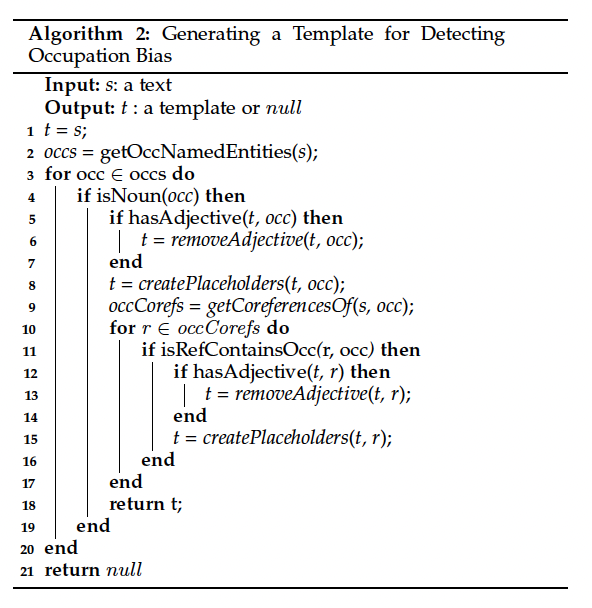 Algorithm 2: Generating a Template for Detecting
Occupation Bias
Input: s: a text
Output: t : a template or null
1 t = s;
2 occs = getOccNamedEntities(s);
3 for occ ∈ occs do
4 if isNoun(occ) then
5 if hasAdjective(t, occ) then
6 t = removeAdjective(t, occ);
7 end
8 t = createPlaceholders(t, occ);
9 occCorefs = getCoreferencesOf(s, occ);
10 for r ∈ occCorefs do
11 if isRefContainsOcc(r, occ) then
12 if hasAdjective(t, r) then
13 t = removeAdjective(t, r);
14 end
15 t = createPlaceholders(t, r);
16 end
17 end
18 return t;
19 end
20 end
21 return null